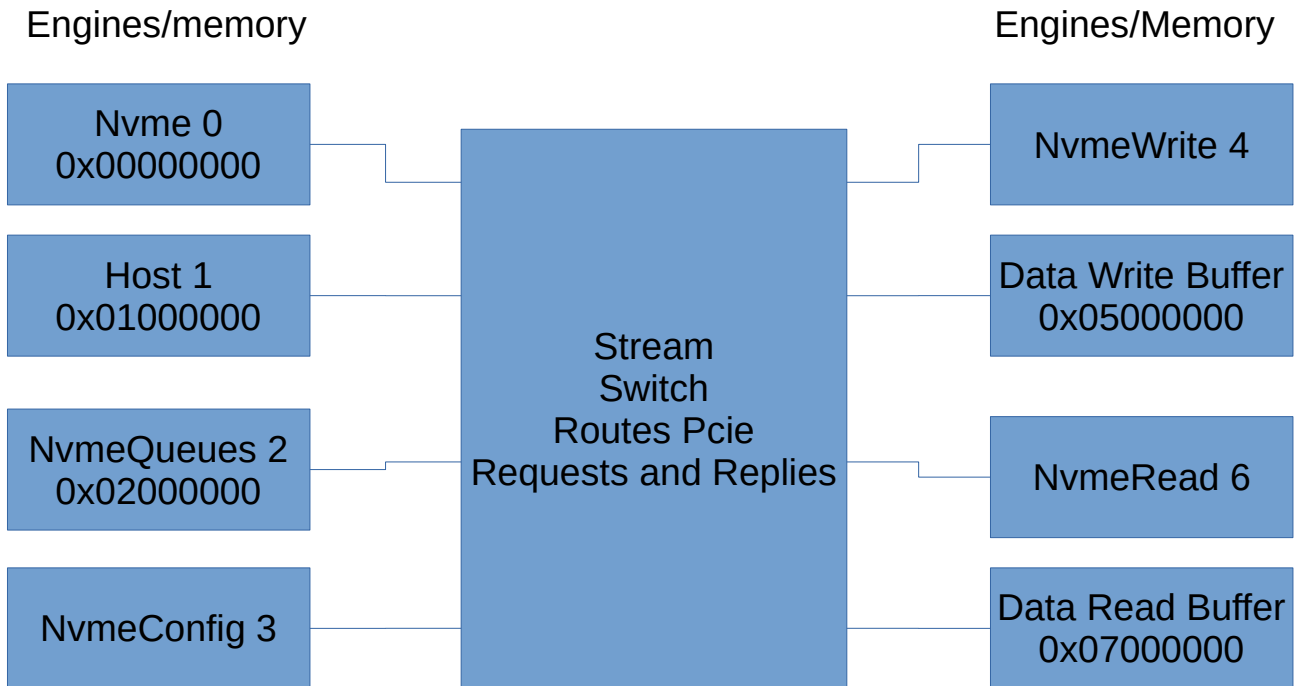 Engines/memory
Engines/Memory
Nvme 0
0x00000000
Host 1
0x01000000
NvmeQueues 2
0x02000000
NvmeConfig 3
Stream
Switch
Routes Pcie
Requests and Replies
NvmeWrite 4
Data Write Buffer
0x05000000
NvmeRead 6
Data Read Buffer
0x07000000